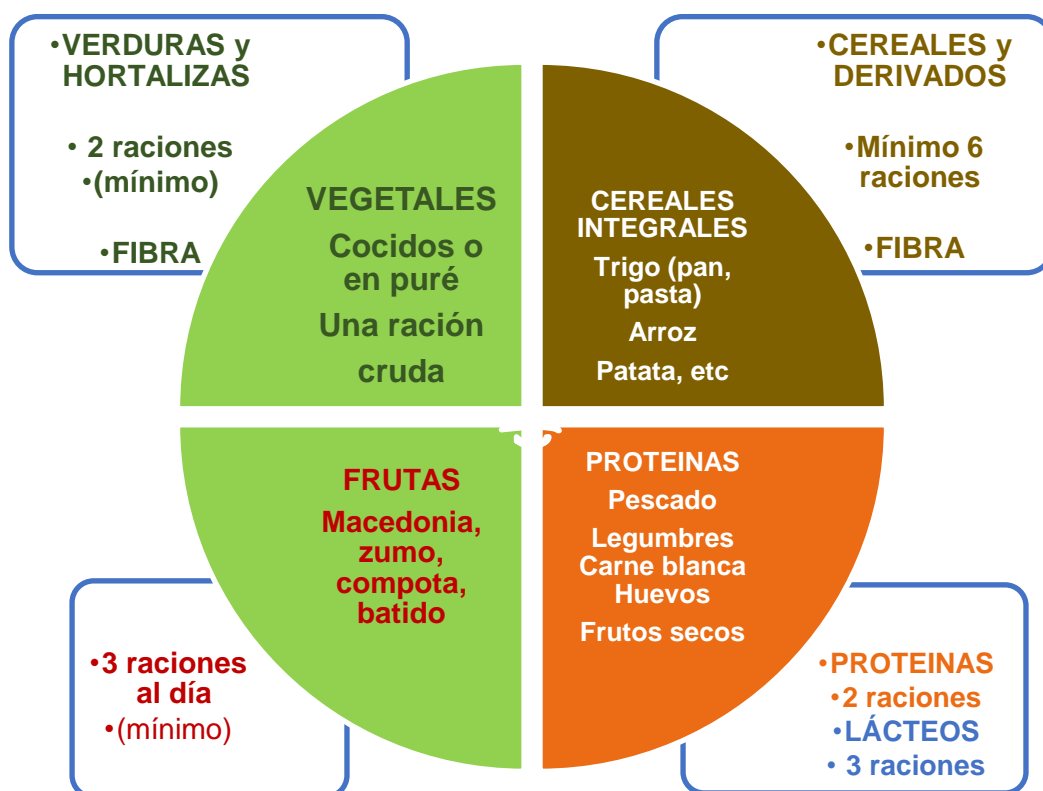 •VERDURAS y
HORTALIZAS
• 2 raciones
•(mínimo)
•FIBRA
VEGETALES
Cocidos o
en puré
Una ración
cruda
•CEREALES y
DERIVADOS
•Mínimo 6
raciones
•FIBRA
CEREALES
INTEGRALES
Trigo (pan,
pasta)
Arroz
Patata, etc
FRUTAS
Macedonia,
zumo,
compota,
batido
•3 raciones
al día
•(mínimo)
PROTEINAS
Pescado
Legumbres
Carne blanca
Huevos
Frutos secos
•PROTEINAS
•2 raciones
•LÁCTEOS
• 3 raciones